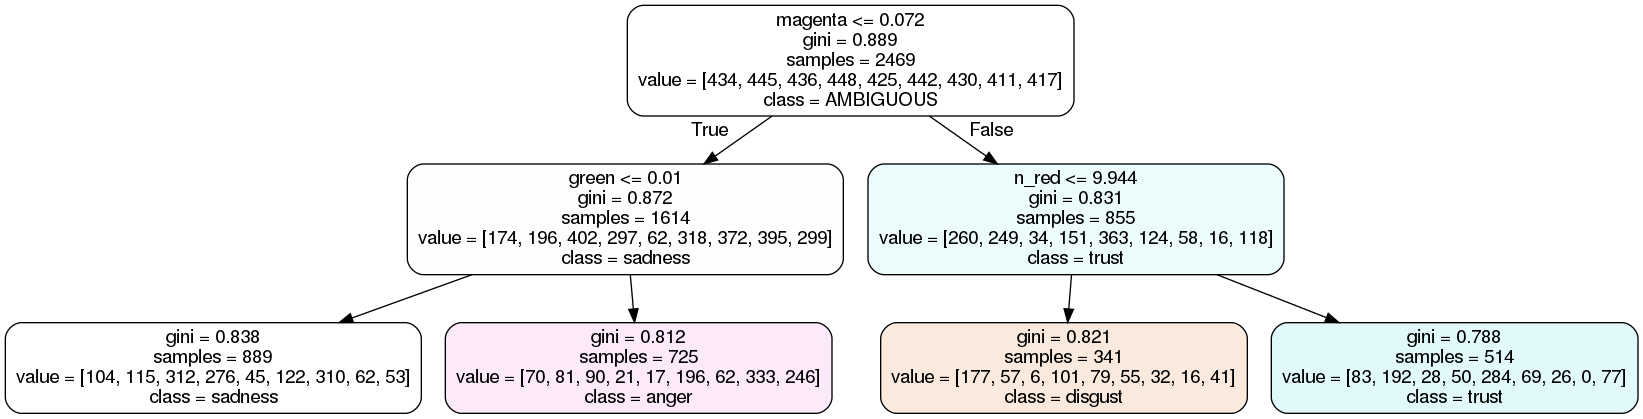 magenta <= 0.072
gini = 0.889
samples = 2469
value = [434, 445, 436, 448, 425, 442, 430, 411, 417]
class = AMBIGUOUS
True
False
green <= 0.01
gini = 0.872
samples = 1614
value = [174, 196, 402, 297, 62, 318, 372, 395, 299]
class = sadness
n_red <= 9.944
gini = 0.831
samples = 855
value = [260, 249, 34, 151, 363, 124, 58, 16, 118]
class = trust
gini = 0.838
samples = 889
value = [104, 115, 312, 276, 45, 122, 310, 62, 53]
class = sadness
gini = 0.812
samples = 725
value = [70, 81, 90, 21, 17, 196, 62, 333, 246]
class = anger
gini = 0.821
samples = 341
value = [177, 57, 6, 101, 79, 55, 32, 16, 41]
class = disgust
gini = 0.788
samples = 514
value = [83, 192, 28, 50, 284, 69, 26, 0, 77]
class = trust